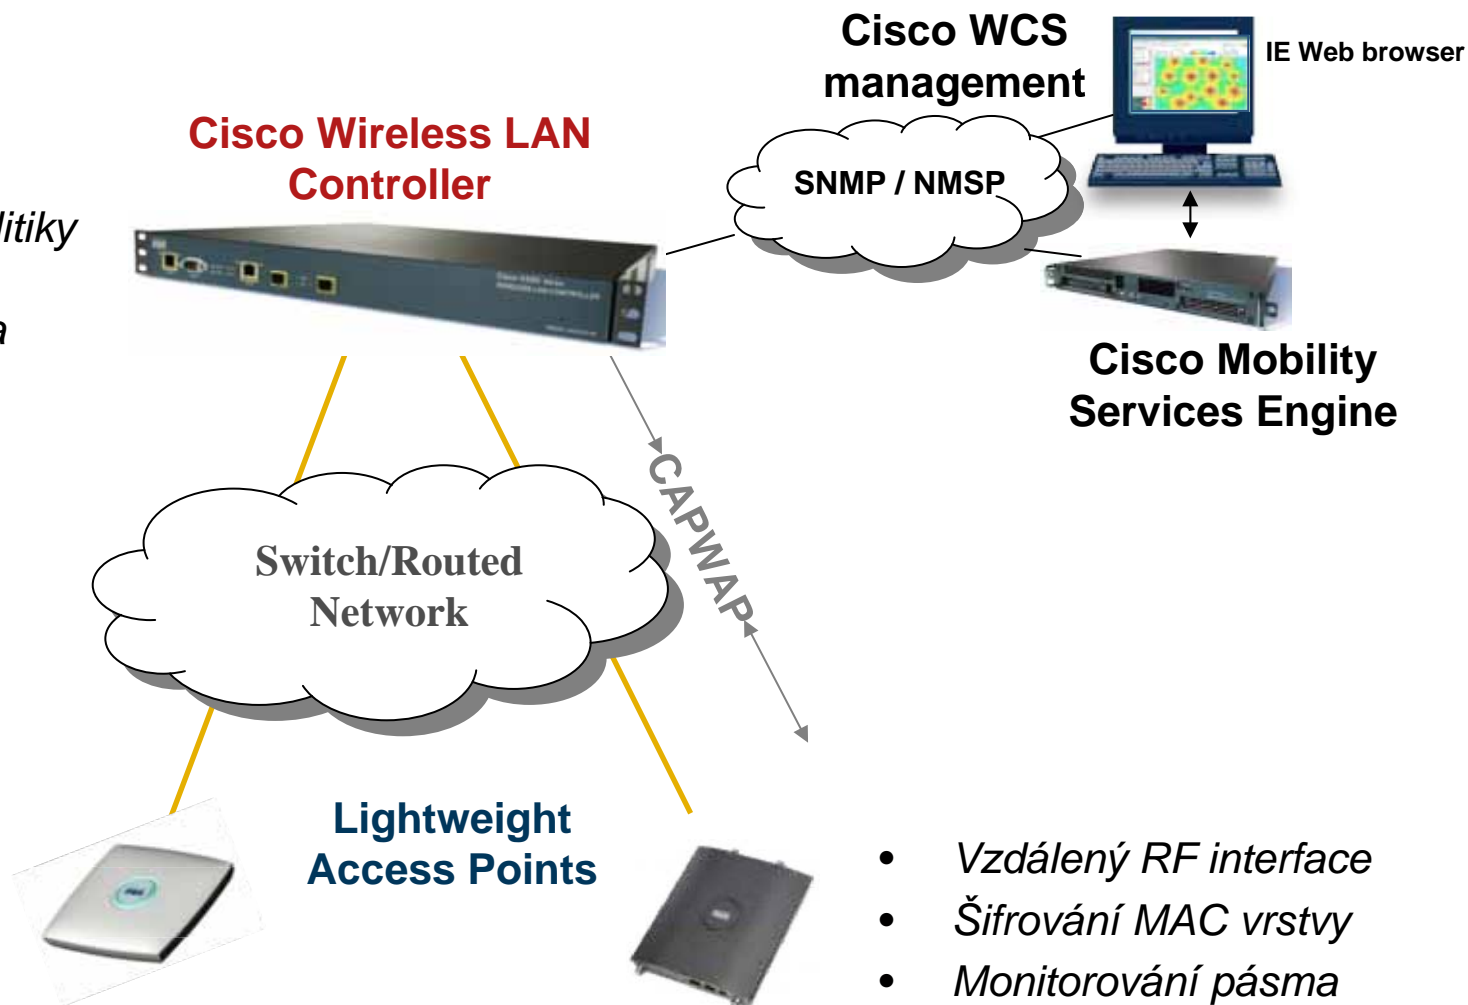 Cisco WCS
management
IE Web browser
Cisco Wireless LAN
Controller
SNMP / NMSP
litiky
a
Cisco Mobility
Services Engine
CAPWAP
Switch/Routed
Network
Lightweight
Access Points
• Vzdálený RF interface
• Šifrování MAC vrstvy
• Monitorování pásma